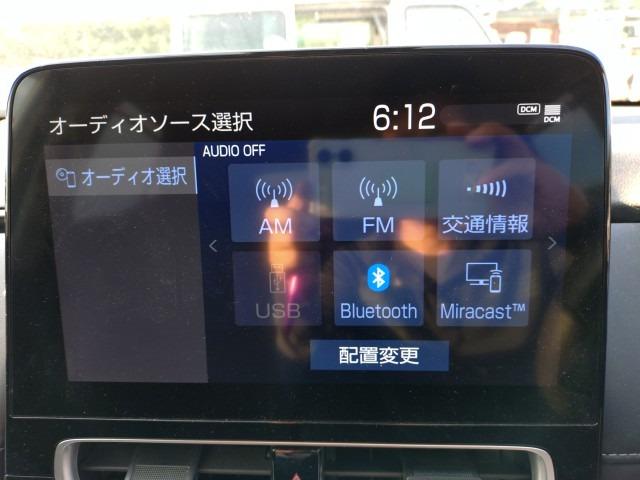 オーディオソース選択
6:12
DCM
DCM
オーディオ選択
AUDIO OFF
AM
FM
交通情報
USB
Bluetooth
Miracast™
配置変更